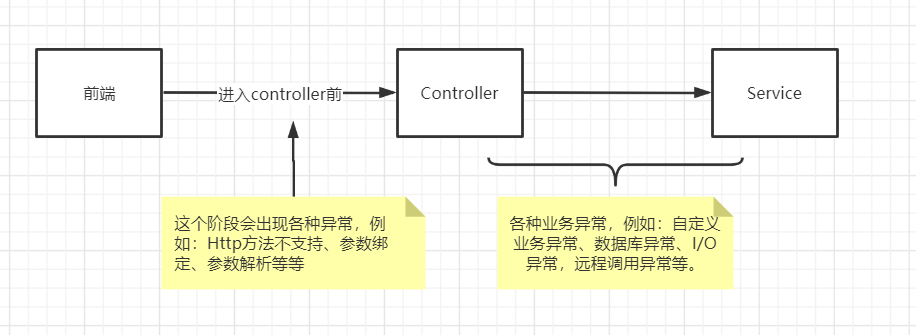 前端
进入controller前
Controller
Service
这个阶段会出现各种异常，例
如：Http方法不支持、参数绑
定、参数解析等等
各种业务异常，例如：自定义
业务异常、数据库异常、I/O
异常，远程调用异常等。